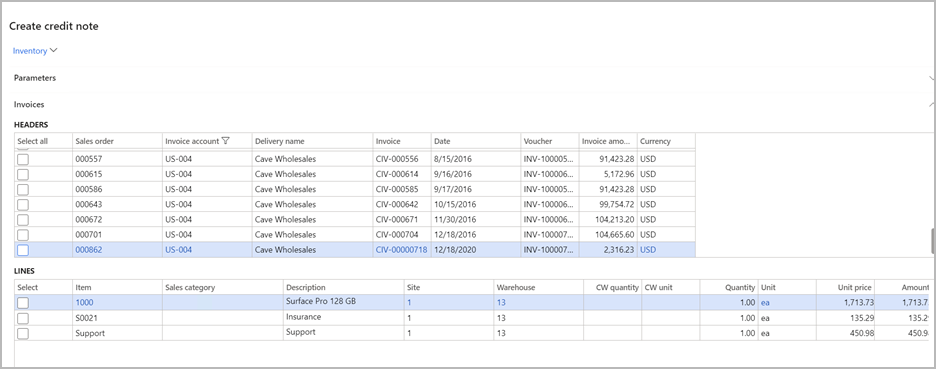 Create credit note
Inventory
Parameters
Invoices
HEADERS
Select all Sales order Invoice account Delivery name Invoice Date Voucher Invoice amo... Currency
000557 US-004 Cave Wholesales CIV-000556 8/15/2016 INV-100005... 91,423.28 USD
000615 US-004 Cave Wholesales CIV-000614 9/16/2016 INV-100006... 5,172.96 USD
000586 US-004 Cave Wholesales CIV-000585 9/17/2016 INV-100005... 91,423.28 USD
000643 US-004 Cave Wholesales CIV-000642 10/15/2016 INV-100006... 99,754.72 USD
000672 US-004 Cave Wholesales CIV-000671 11/30/2016 INV-100006... 104,213.20 USD
000701 US-004 Cave Wholesales CIV-000704 12/18/2016 INV-100007... 104,665.60 USD
000862 US-004 Cave Wholesales CIV-00000718 12/18/2020 INV-100007... 2,316.23 USD
LINES
Select Item Sales category Description Site Warehouse CW quantity CW unit Quantity Unit Unit price Amount
1000 Surface Pro 128 GB 1 13 1.00 ea 1,713.73 1,713.7
S0021 Insurance 1 13 1.00 ea 135.29 135.2
Support Support 1 13 1.00 ea 450.98 450.9